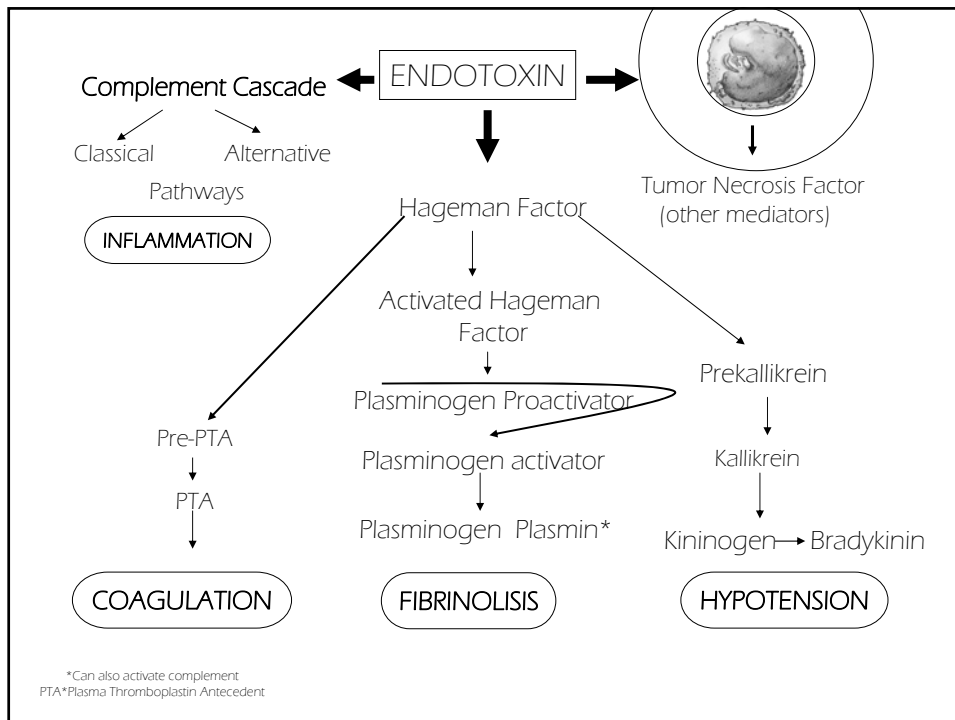 ENDOTOXIN
Complement Cascade
Classical Alternative
Pathways
INFLAMMATION
Tumor Necrosis Factor
(other mediators)
Hageman Factor
Activated Hageman
Factor
Plasminogen Proactivator
Plasminogen activator
Plasminogen Plasmin*
Pre-PTA
PTA
Prekallikrein
Kallikrein
Kininogen Bradykinin
COAGULATION
FIBRINOLISIS
HYPOTENSION
*Can also activate complement
PTA*Plasma Thromboplastin Antecedent